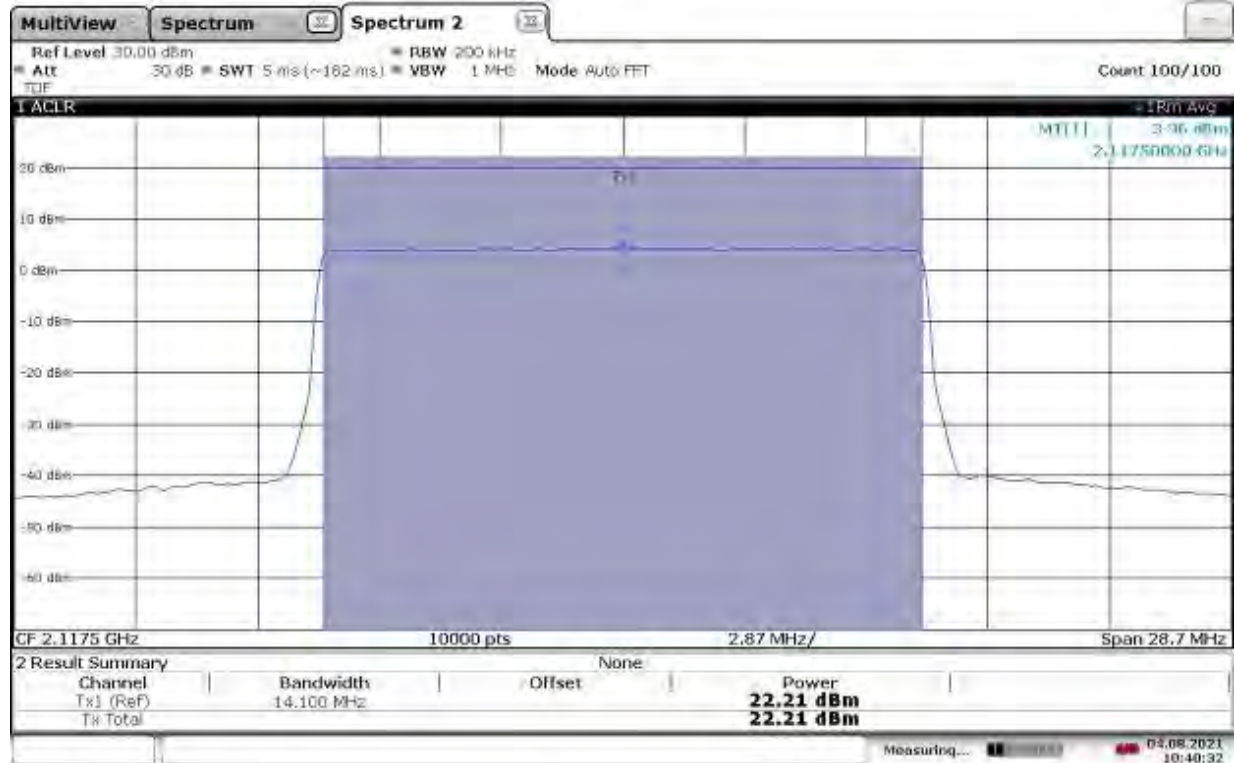 MultiView Spectrum Spectrum 2
Ref Level 30.00 dBm RBW 200 kHz
Att 30 dB SWT 5 ms (~162 ms) VBW 1 MHz Mode Auto FFT Count 100/100
TDF
1 ACLR 1Rm Avg
M1[1] 3.96 dBm
2.11750000 GHz
20 dBm
Tx1
10 dBm
0 dBm
-10 dBm
-20 dBm
-30 dBm
-40 dBm
-50 dBm
-60 dBm
CF 2.1175 GHz 10000 pts 2.87 MHz/ Span 28.7 MHz
2 Result Summary None
Channel Bandwidth Offset Power
Tx1 (Ref) 14.100 MHz 22.21 dBm
Tx Total 22.21 dBm
Measuring... 04.08.2021
10:40:32